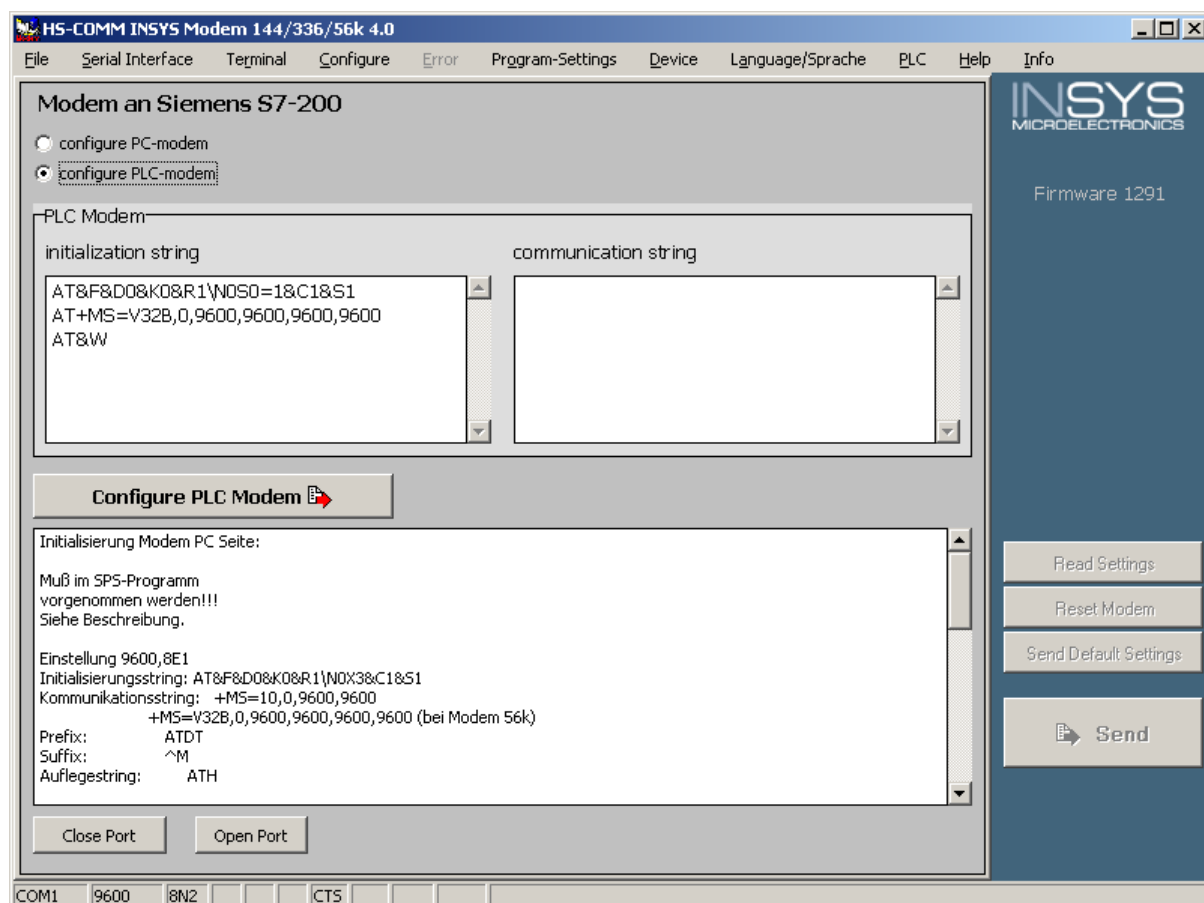 HS-COMM INSYS Modem 144/336/56k 4.0
File Serial Interface Terminal Configure Error Program-Settings Device Language/Sprache PLC Help Info
Modem an Siemens S7-200
configure PC-modem
configure PLC-modem
PLC Modem
initialization string
AT&F&D0&K0&R1\N0S0=1&C1&S1
AT+MS=V32B,0,9600,9600,9600,9600
AT&W
communication string
Configure PLC Modem
Initialisierung Modem PC Seite:
Muß im SPS-Programm
vorgenommen werden!!!
Siehe Beschreibung.
Einstellung 9600,8E1
Initialisierungsstring: AT&F&D0&K0&R1\N0X3&C1&S1
Kommunikationsstring: +MS=10,0,9600,9600
+MS=V32B,0,9600,9600,9600,9600 (bei Modem 56k)
Prefix: ATDT
Suffix: ^M
Auflegestring: ATH
Close Port
Open Port
INSYS
MICROELECTRONICS
Firmware 1291
Read Settings
Reset Modem
Send Default Settings
Send
COM1 9600 8N2 CTS